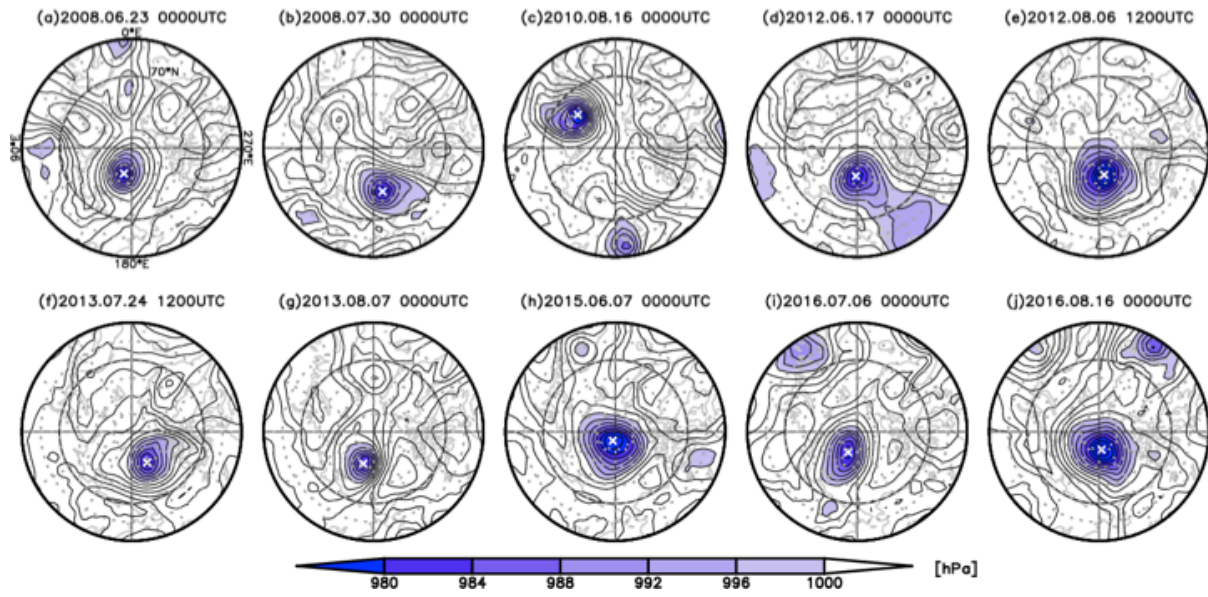 (a)2008.06.23 0000UTC
(b)2008.07.30 0000UTC
(c)2010.08.16 0000UTC
(d)2012.06.17 0000UTC
(e)2012.08.06 1200UTC
0°E
70°N
90°E
270°E
180°E
(f)2013.07.24 1200UTC
(g)2013.08.07 0000UTC
(h)2015.06.07 0000UTC
(i)2016.07.06 0000UTC
(j)2016.08.16 0000UTC
980 984 988 992 996 1000 [hPa]